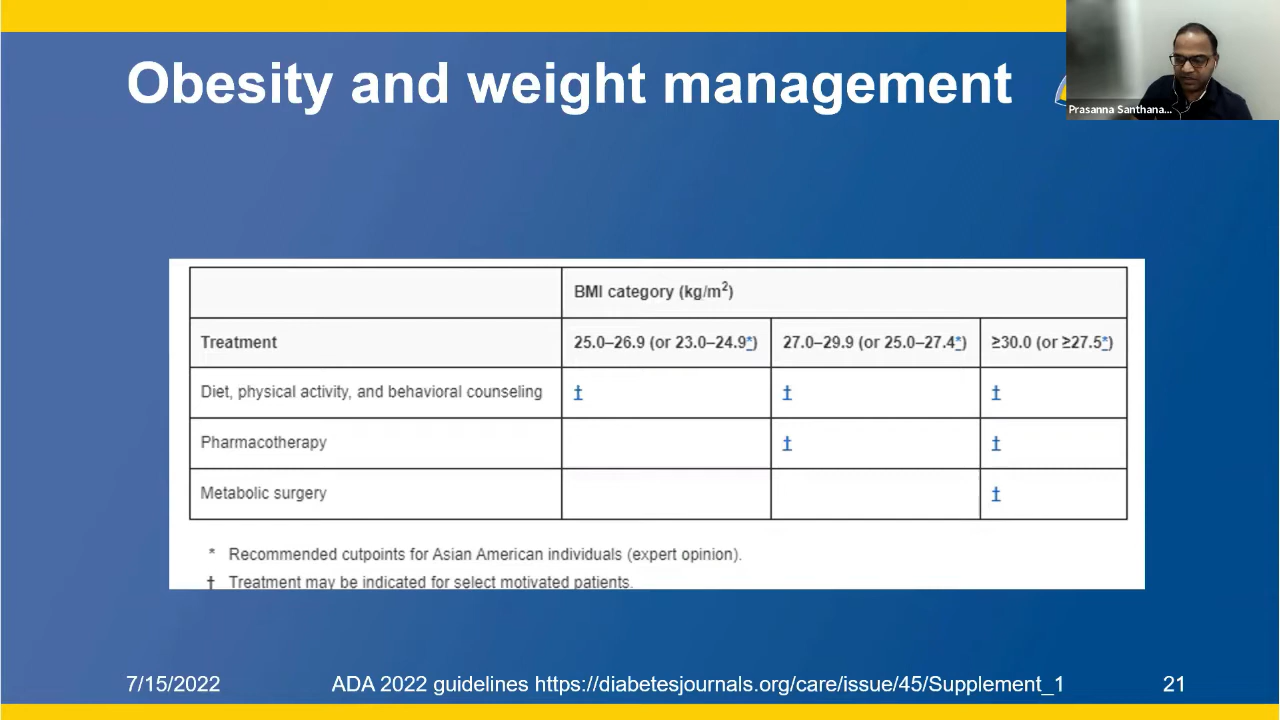 Obesity and weight management
Prasanna Santhana...
BMI category (kg/m²)
Treatment 25.0–26.9 (or 23.0–24.9*) 27.0–29.9 (or 25.0–27.4*) ≥30.0 (or ≥27.5*)
Diet, physical activity, and behavioral counseling † † †
Pharmacotherapy † †
Metabolic surgery †
* Recommended cutpoints for Asian American individuals (expert opinion).
† Treatment may be indicated for select motivated patients.
7/15/2022 ADA 2022 guidelines https://diabetesjournals.org/care/issue/45/Supplement_1 21